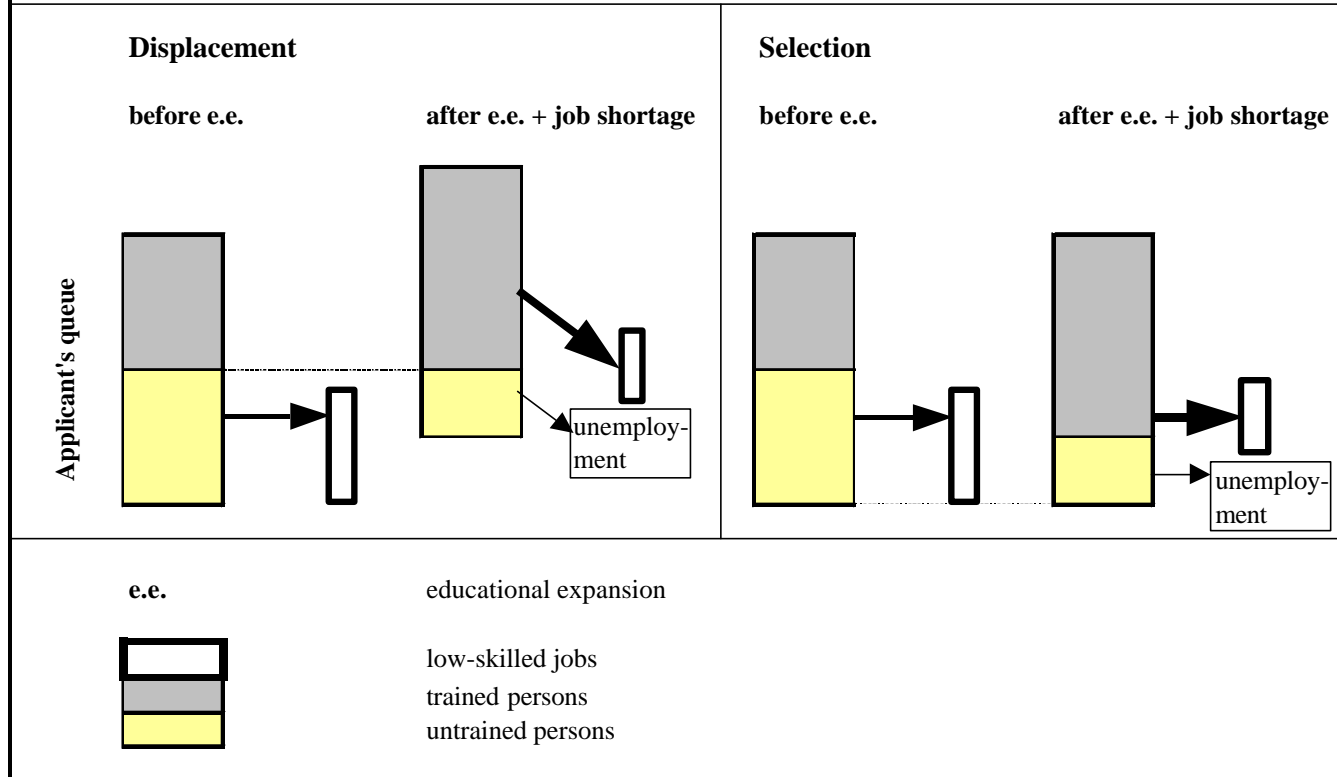 Displacement
Selection
before e.e.
after e.e. + job shortage
before e.e.
after e.e. + job shortage
Applicant's queue
unemploy-
ment
unemploy-
ment
e.e.
educational expansion
low-skilled jobs
trained persons
untrained persons